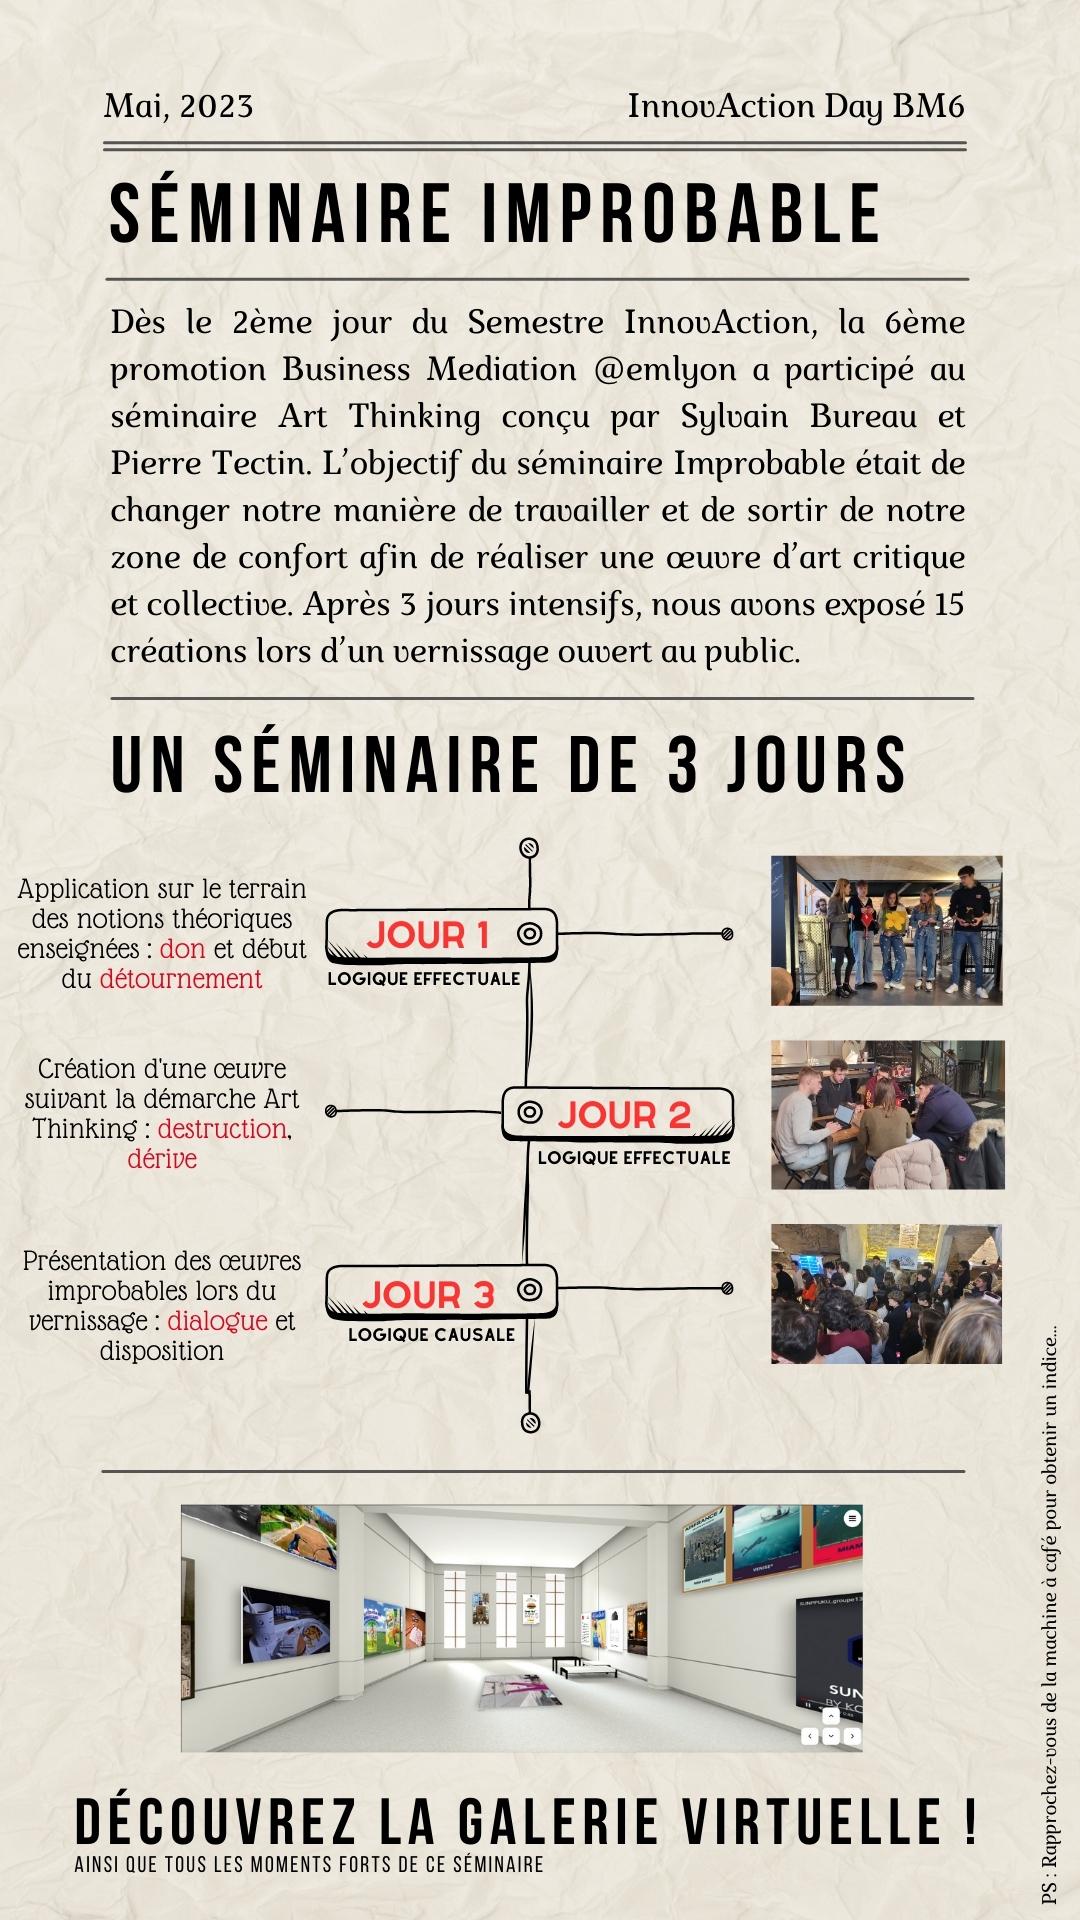 Mai, 2023
InnovAction Day BM6
SÉMINAIRE IMPROBABLE
Dès le 2ème jour du Semestre InnovAction, la 6ème
promotion Business Mediation @emlyon a participé au
séminaire Art Thinking conçu par Sylvain Bureau et
Pierre Tectin. L’objectif du séminaire Improbable était de
changer notre manière de travailler et de sortir de notre
zone de confort afin de réaliser une œuvre d’art critique
et collective. Après 3 jours intensifs, nous avons exposé 15
créations lors d’un vernissage ouvert au public.
UN SÉMINAIRE DE 3 JOURS
Application sur le terrain
des notions théoriques
enseignées : don et début
du détournement
JOUR 1
LOGIQUE EFFECTUALE
Création d'une œuvre
suivant la démarche Art
Thinking : destruction,
dérive
JOUR 2
LOGIQUE EFFECTUALE
Présentation des œuvres
improbables lors du
vernissage : dialogue et
disposition
JOUR 3
LOGIQUE CAUSALE
AIRFRANCE
VENISE
MIAM
SUNPPUKU_groupe13
SUN
BY KO
DÉCOUVREZ LA GALERIE VIRTUELLE !
AINSI QUE TOUS LES MOMENTS FORTS DE CE SÉMINAIRE
PS : Rapprochez-vous de la machine à café pour obtenir un indice...